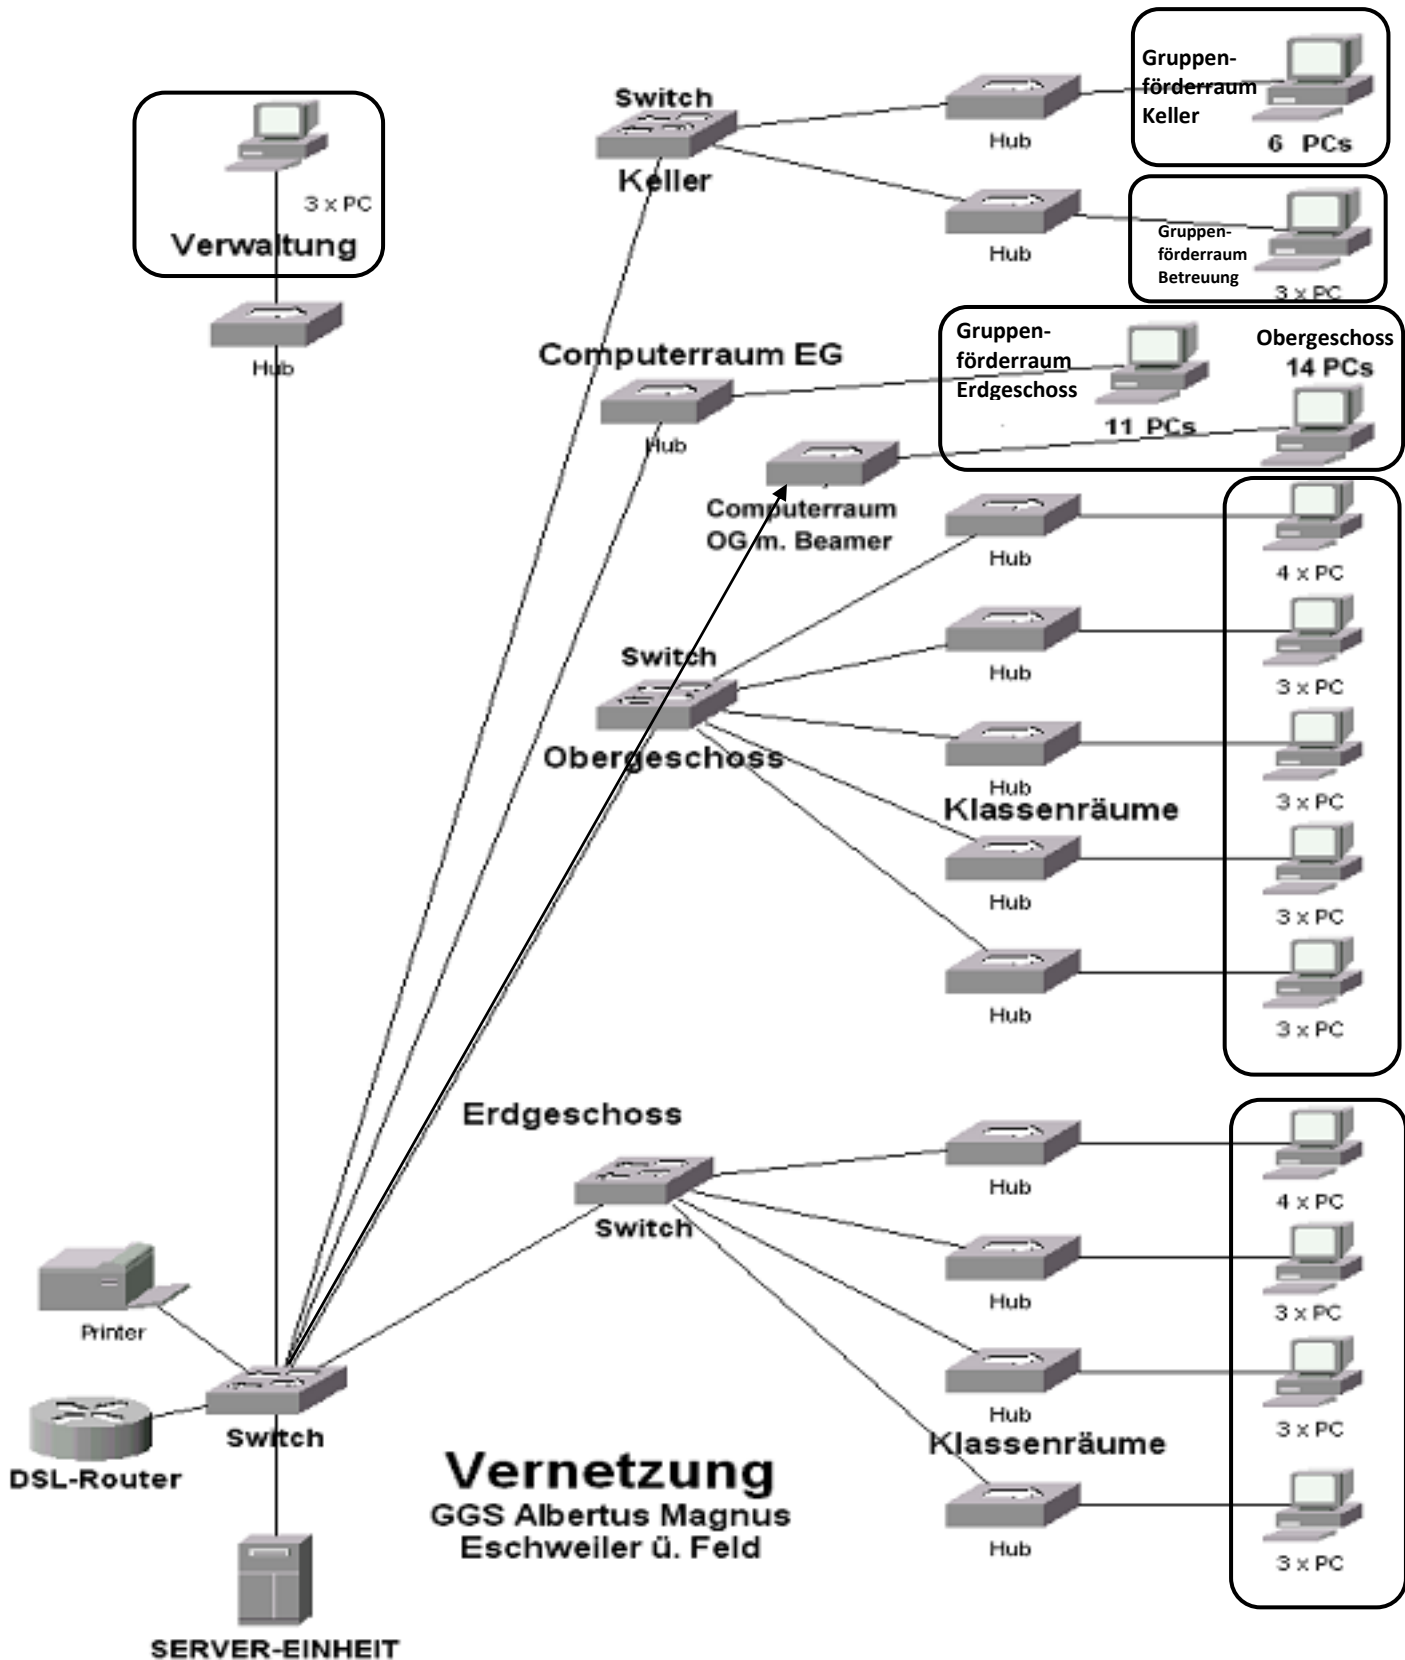 Gruppen-
förderraum
Keller
6 PCs
Switch
Keller
Hub
3 x PC
Verwaltung
Hub
Gruppen-
förderraum
Betreuung
3 x PC
Hub
Computerraum EG
Hub
Gruppen-
förderraum
Erdgeschoss
11 PCs
Obergeschoss
14 PCs
Computerraum
OG m. Beamer
Hub
4 x PC
Switch
Obergeschoss
Hub
3 x PC
Hub
3 x PC
Klassenräume
Hub
3 x PC
Hub
3 x PC
Erdgeschoss
Switch
Hub
4 x PC
Hub
3 x PC
Hub
3 x PC
Klassenräume
Hub
3 x PC
Printer
Switch
DSL-Router
SERVER-EINHEIT
Vernetzung
GGS Albertus Magnus
Eschweiler ü. Feld